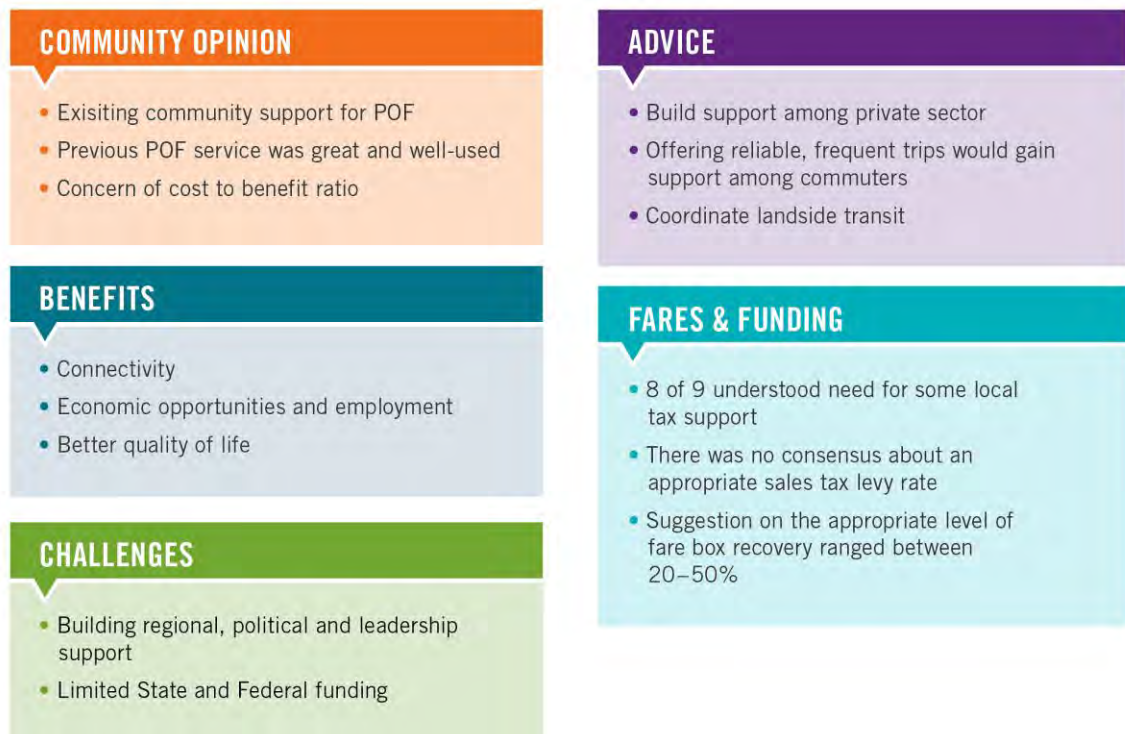 COMMUNITY OPINION
• Exisiting community support for POF
• Previous POF service was great and well-used
• Concern of cost to benefit ratio
BENEFITS
• Connectivity
• Economic opportunities and employment
• Better quality of life
CHALLENGES
• Building regional, political and leadership
support
• Limited State and Federal funding
ADVICE
• Build support among private sector
• Offering reliable, frequent trips would gain
support among commuters
• Coordinate landside transit
FARES & FUNDING
• 8 of 9 understood need for some local
tax support
• There was no consensus about an
appropriate sales tax levy rate
• Suggestion on the appropriate level of
fare box recovery ranged between
20–50%